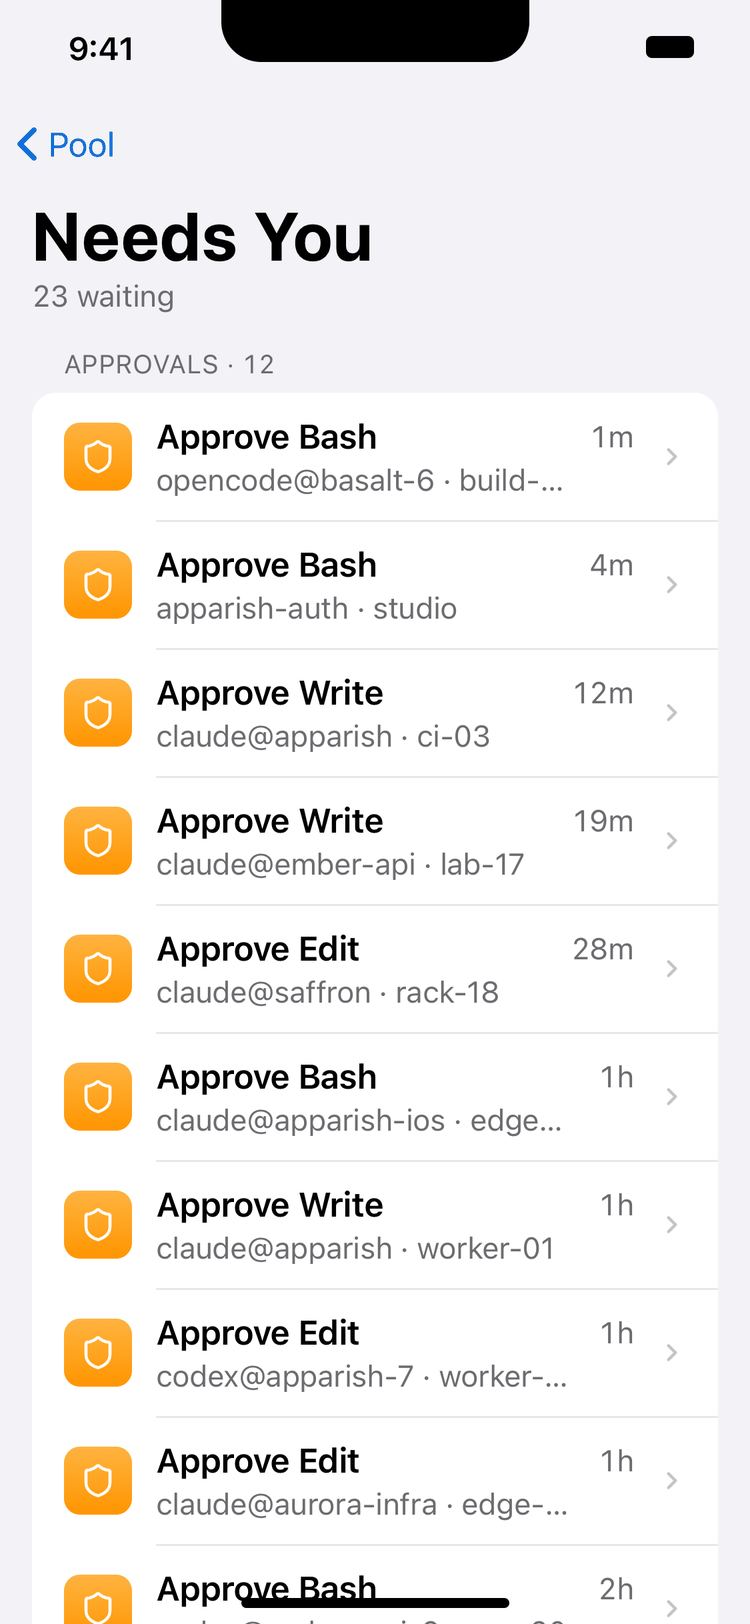 9:41
Pool
Needs You
23 waiting
APPROVALS · 12
Approve Bash
1m
opencode@basalt-6 · build-...
Approve Bash
4m
apparish-auth · studio
Approve Write
12m
claude@apparish · ci-03
Approve Write
19m
claude@ember-api · lab-17
Approve Edit
28m
claude@saffron · rack-18
Approve Bash
1h
claude@apparish-ios · edge...
Approve Write
1h
claude@apparish · worker-01
Approve Edit
1h
codex@apparish-7 · worker-...
Approve Edit
1h
claude@aurora-infra · edge-...
Approve Bash
2h